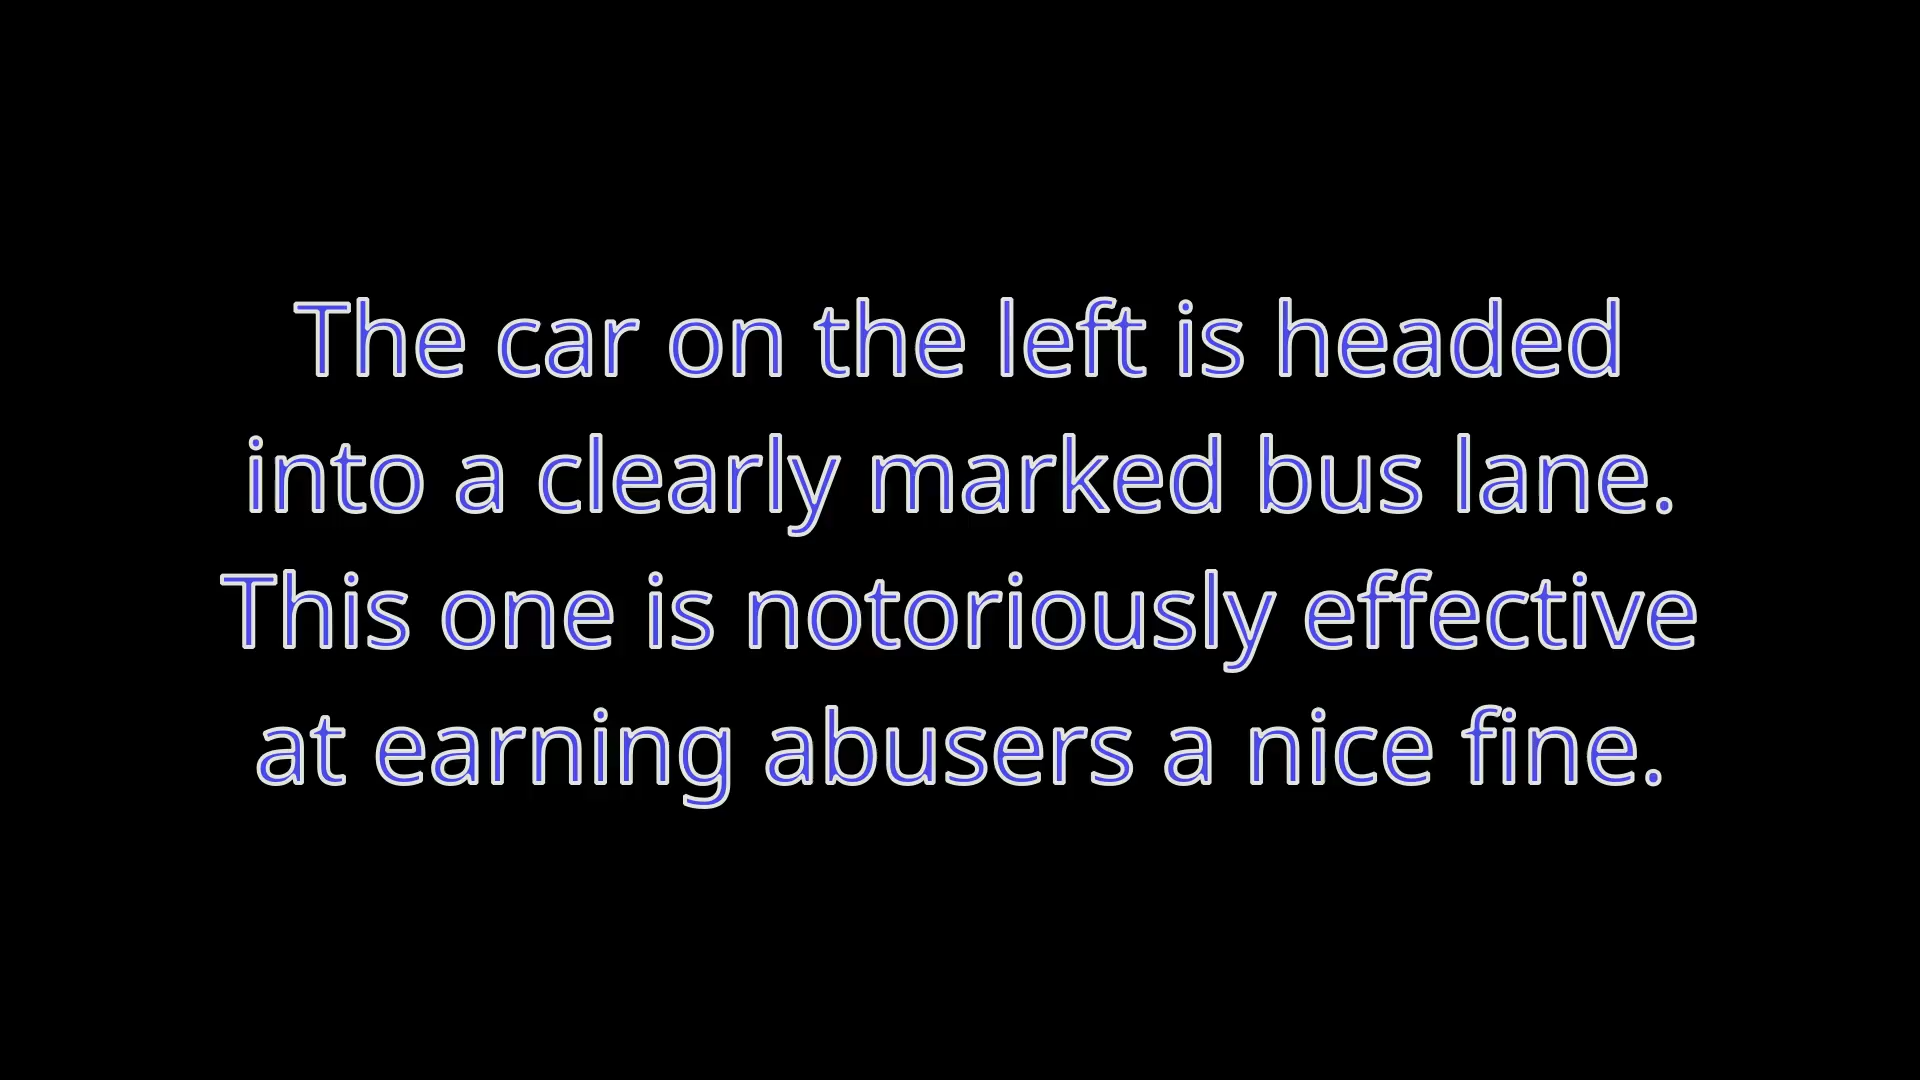 The car on the left is headed
into a clearly marked bus lane.
This one is notoriously effective
at earning abusers a nice fine.